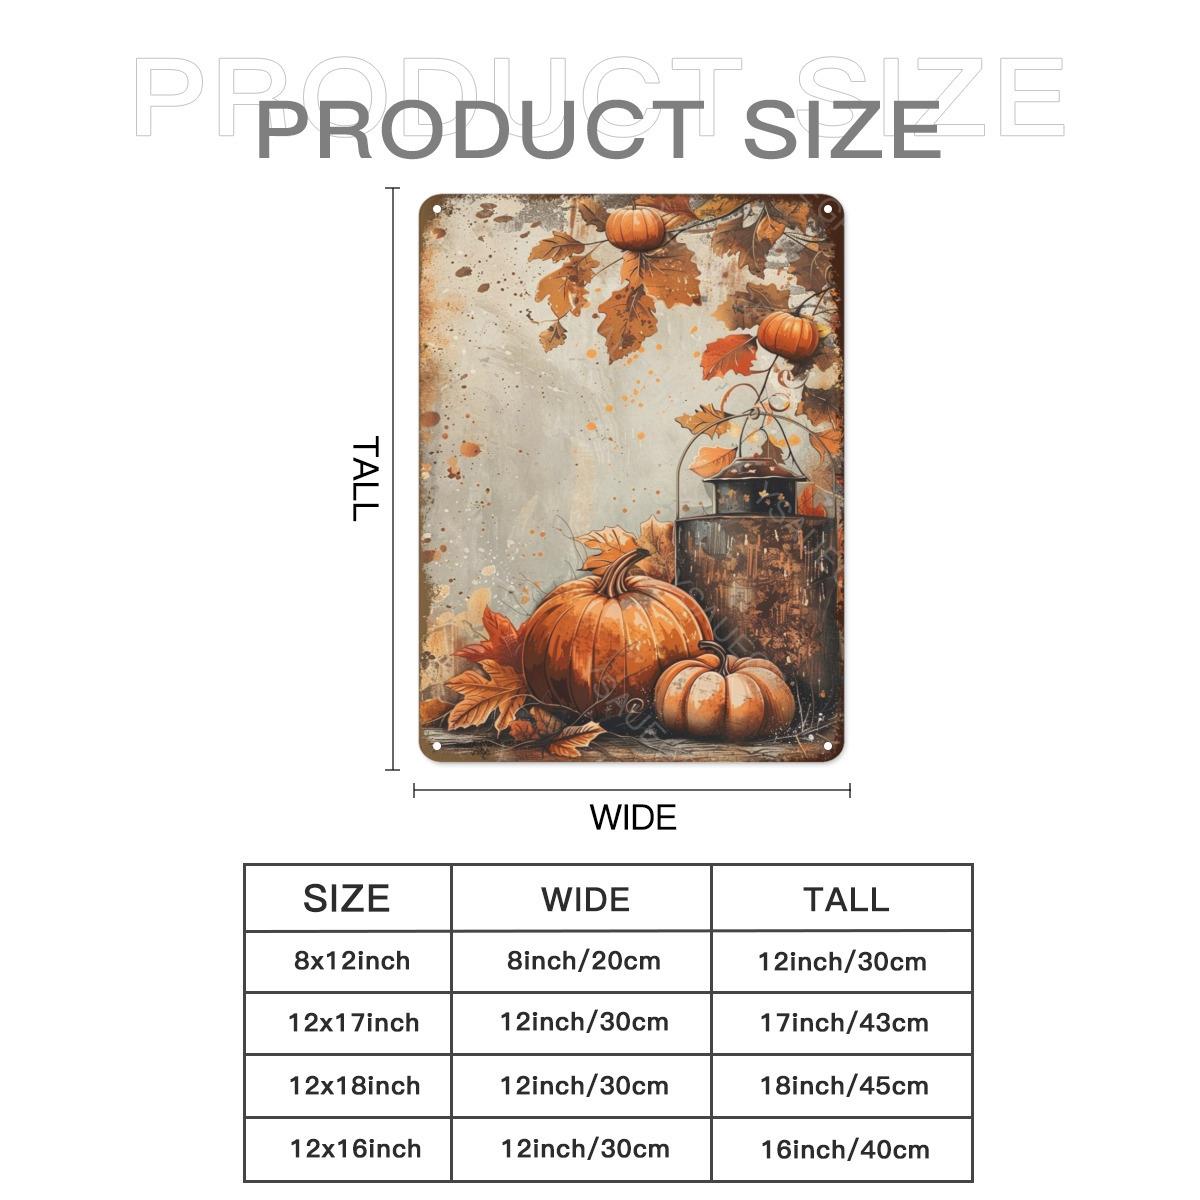 PRODUCT SIZE
PRODUCT SIZE
TALL
WIDE
SIZE WIDE TALL
8x12inch 8inch/20cm 12inch/30cm
12x17inch 12inch/30cm 17inch/43cm
12x18inch 12inch/30cm 18inch/45cm
12x16inch 12inch/30cm 16inch/40cm